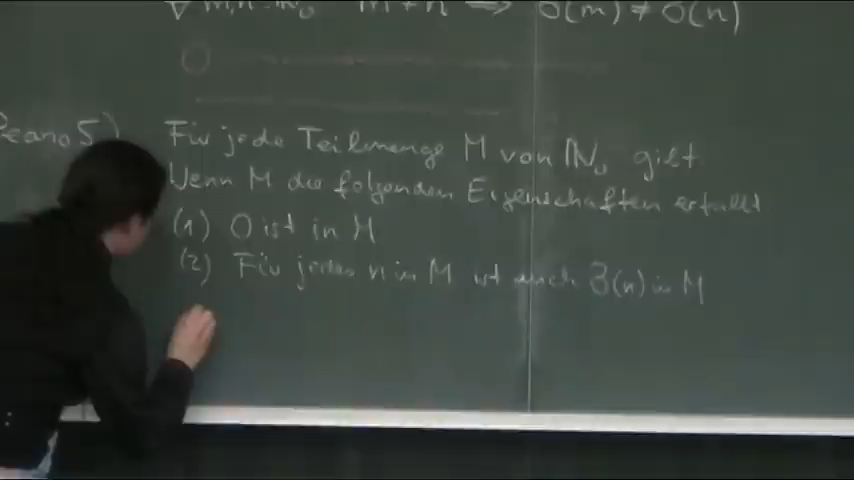 ∀ m,n ∈ ℕ₀ m ≠ n ⟹ σ(m) ≠ σ(n)
Peano 5)
Für jede Teilmenge M von ℕ₀ gilt
Wenn M die folgenden Eigenschaften erfüllt
(1) 0 ist in M
(2) Für jedes n in M ist auch σ(n) in M